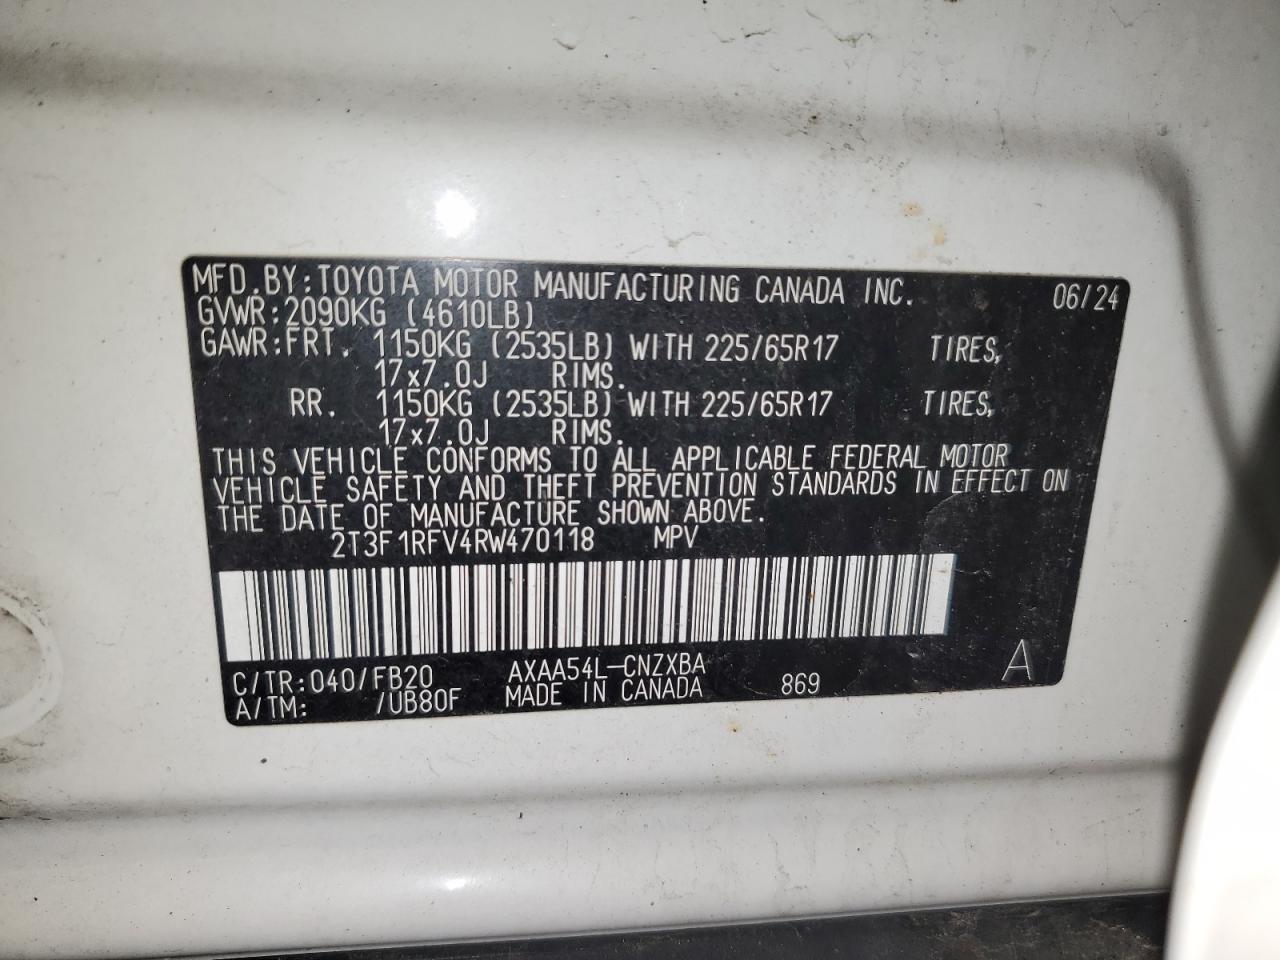 MFD.BY:TOYOTA MOTOR MANUFACTURING CANADA INC. 06/24
GVWR:2090KG (4610LB)
GAWR:FRT. 1150KG (2535LB) WITH 225/65R17 TIRES,
17x7.0J RIMS.
RR. 1150KG (2535LB) WITH 225/65R17 TIRES,
17x7.0J RIMS.
THIS VEHICLE CONFORMS TO ALL APPLICABLE FEDERAL MOTOR
VEHICLE SAFETY AND THEFT PREVENTION STANDARDS IN EFFECT ON
THE DATE OF MANUFACTURE SHOWN ABOVE.
2T3F1RFV4RW470118 MPV
C/TR:040/FB20 AXAA54L-CNZXBA A
A/TM: /UB80F MADE IN CANADA 869